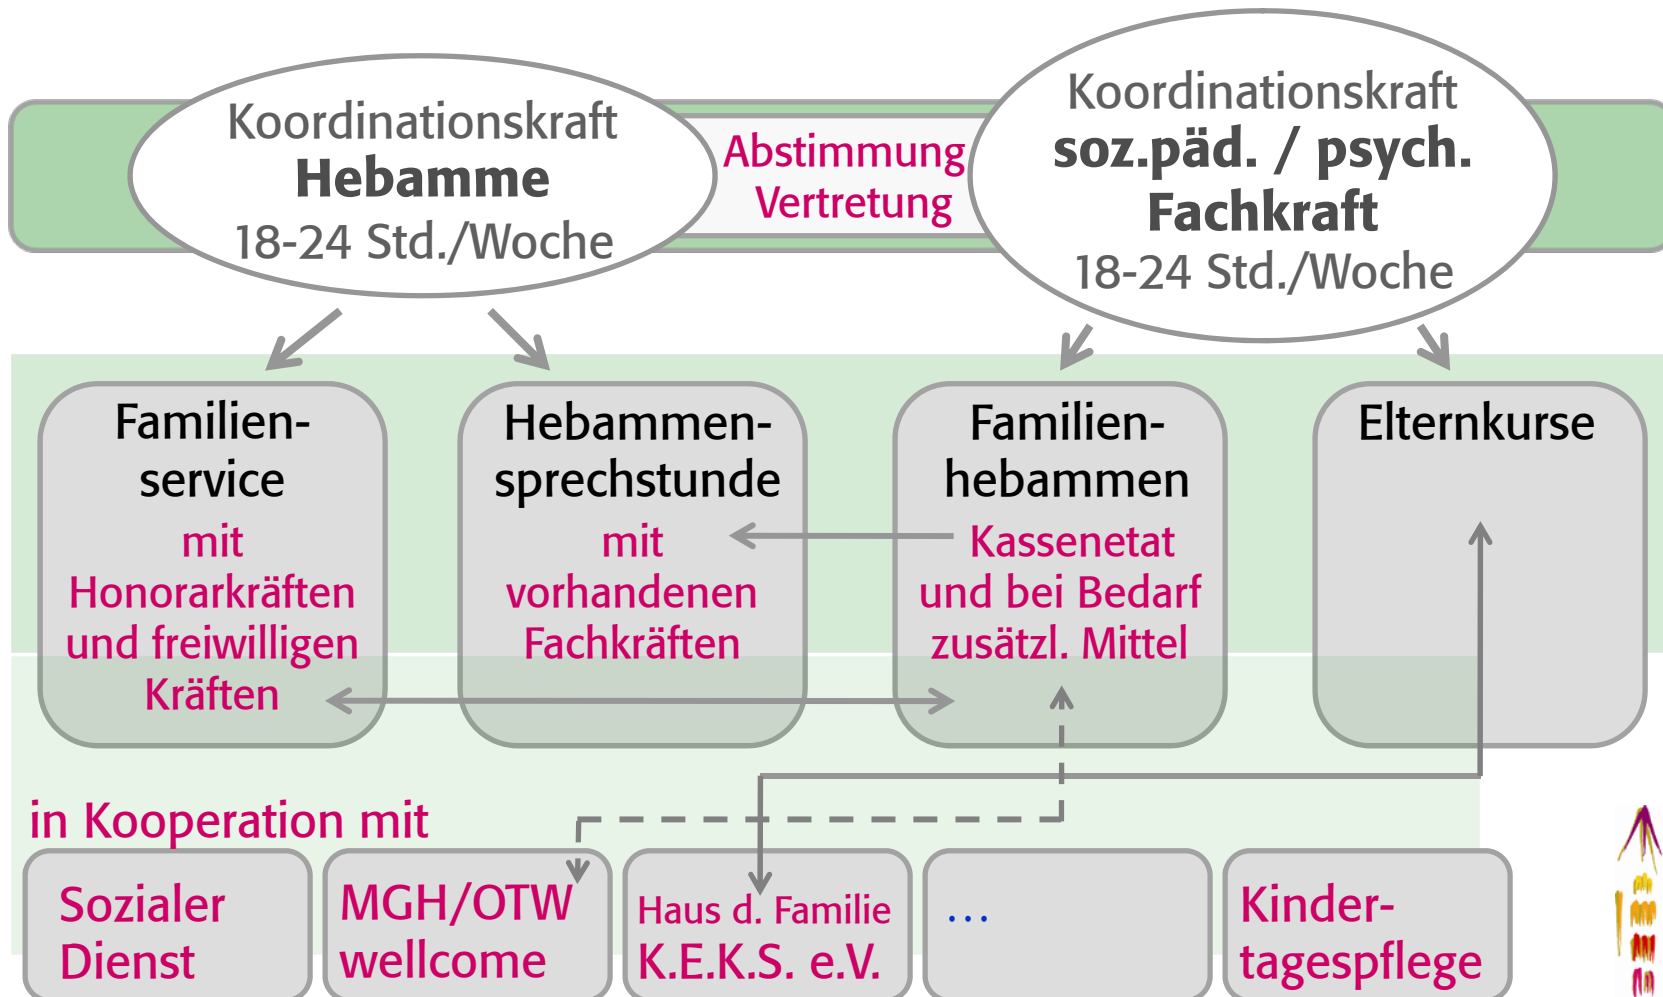 Koordinationskraft
Hebamme
18-24 Std./Woche
Abstimmung
Vertretung
Koordinationskraft
soz.päd. / psych.
Fachkraft
18-24 Std./Woche
Familien-
service
mit
Honorarkräften
und freiwilligen
Kräften
Hebammen-
sprechstunde
mit
vorhandenen
Fachkräften
Familien-
hebammen
Kassenetat
und bei Bedarf
zusätzl. Mittel
Elternkurse
in Kooperation mit
Sozialer
Dienst
MGH/OTW
wellcome
Haus d. Familie
K.E.K.S. e.V.
...
Kinder-
tagespflege